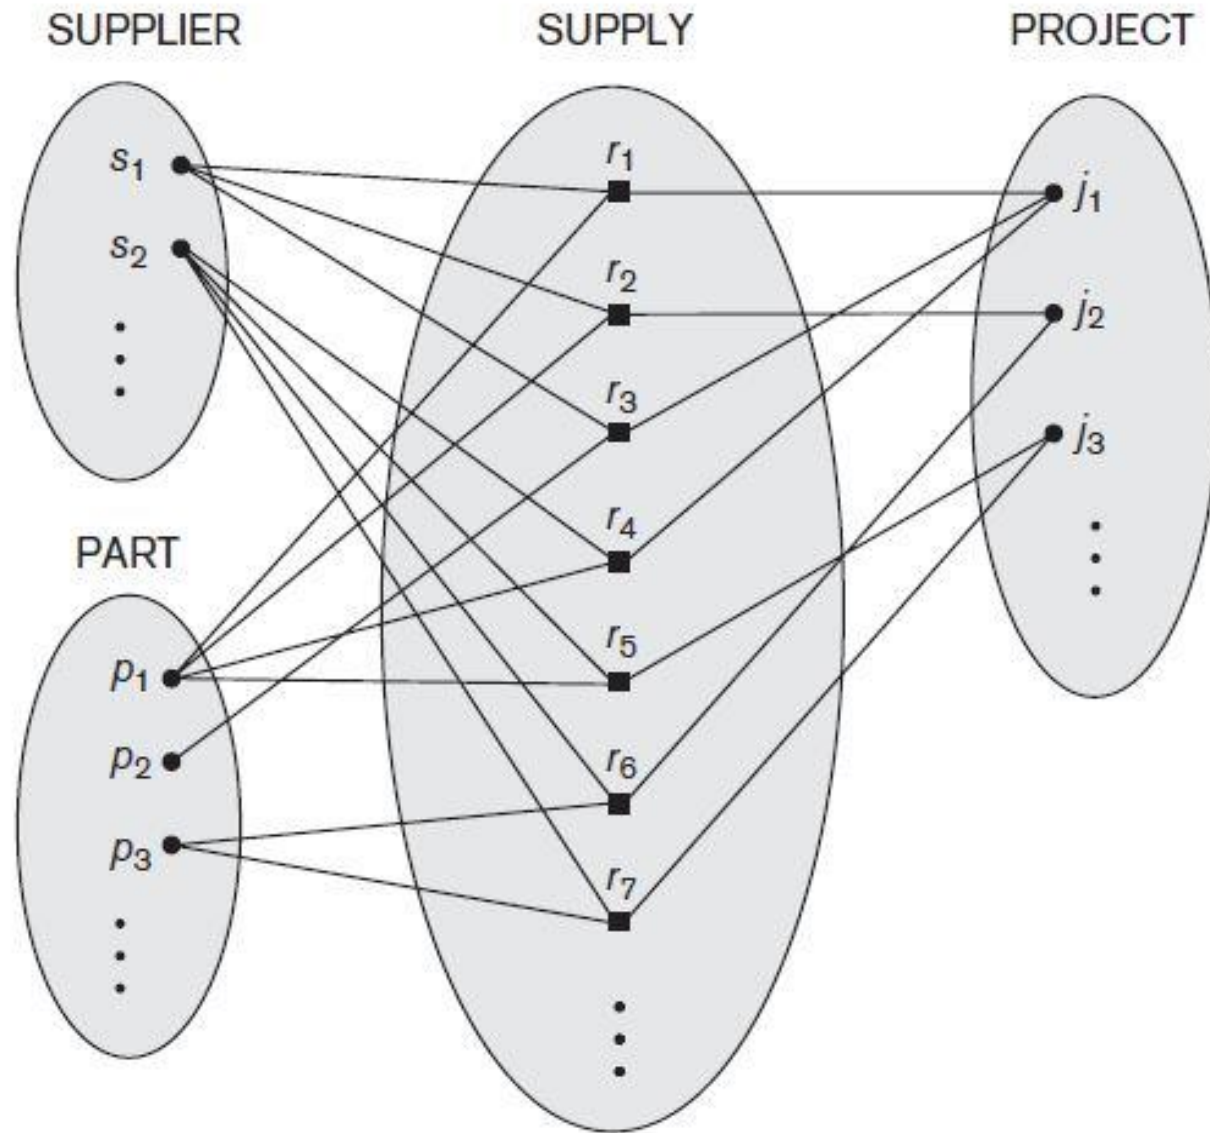 SUPPLIER
SUPPLY
PROJECT
s₁
s₂
r₁
r₂
r₃
r₄
r₅
r₆
r₇
j₁
j₂
j₃
PART
p₁
p₂
p₃